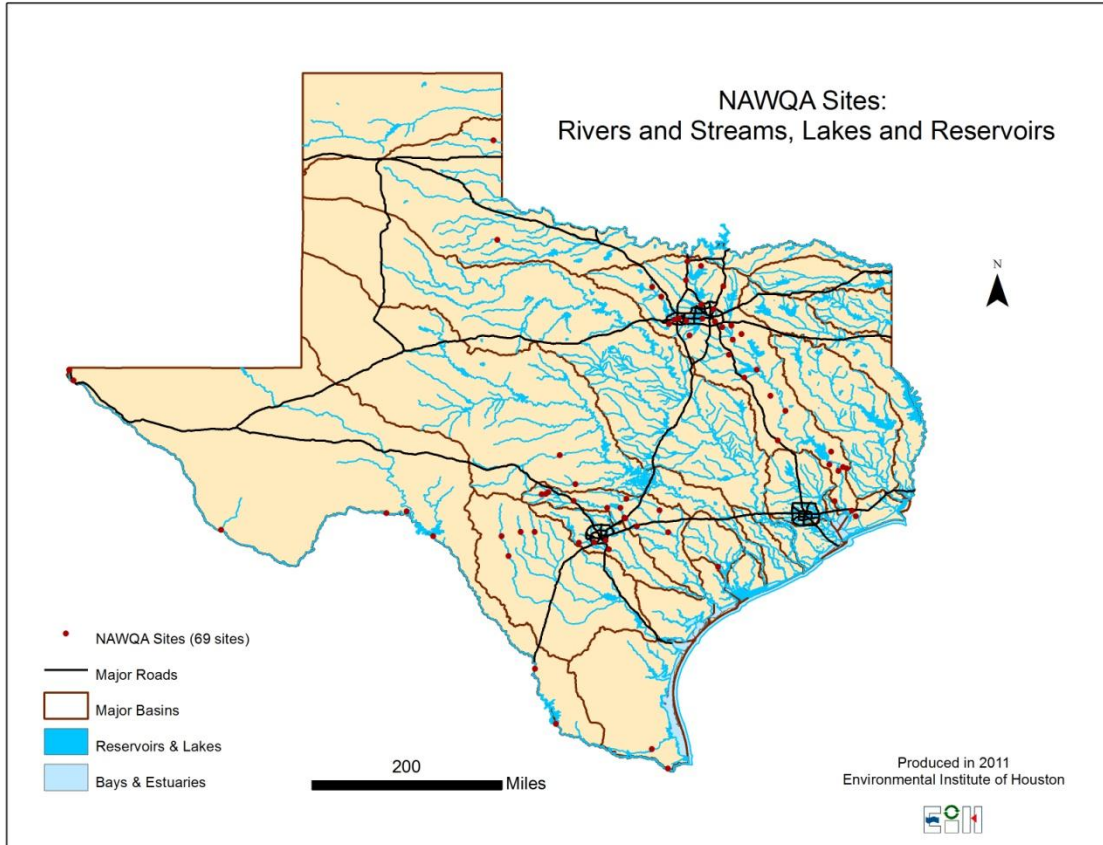 NAWQA Sites:
Rivers and Streams, Lakes and Reservoirs
N
NAWQA Sites (69 sites)
Major Roads
Major Basins
Reservoirs & Lakes
Bays & Estuaries
200
Miles
Produced in 2011
Environmental Institute of Houston
EIH